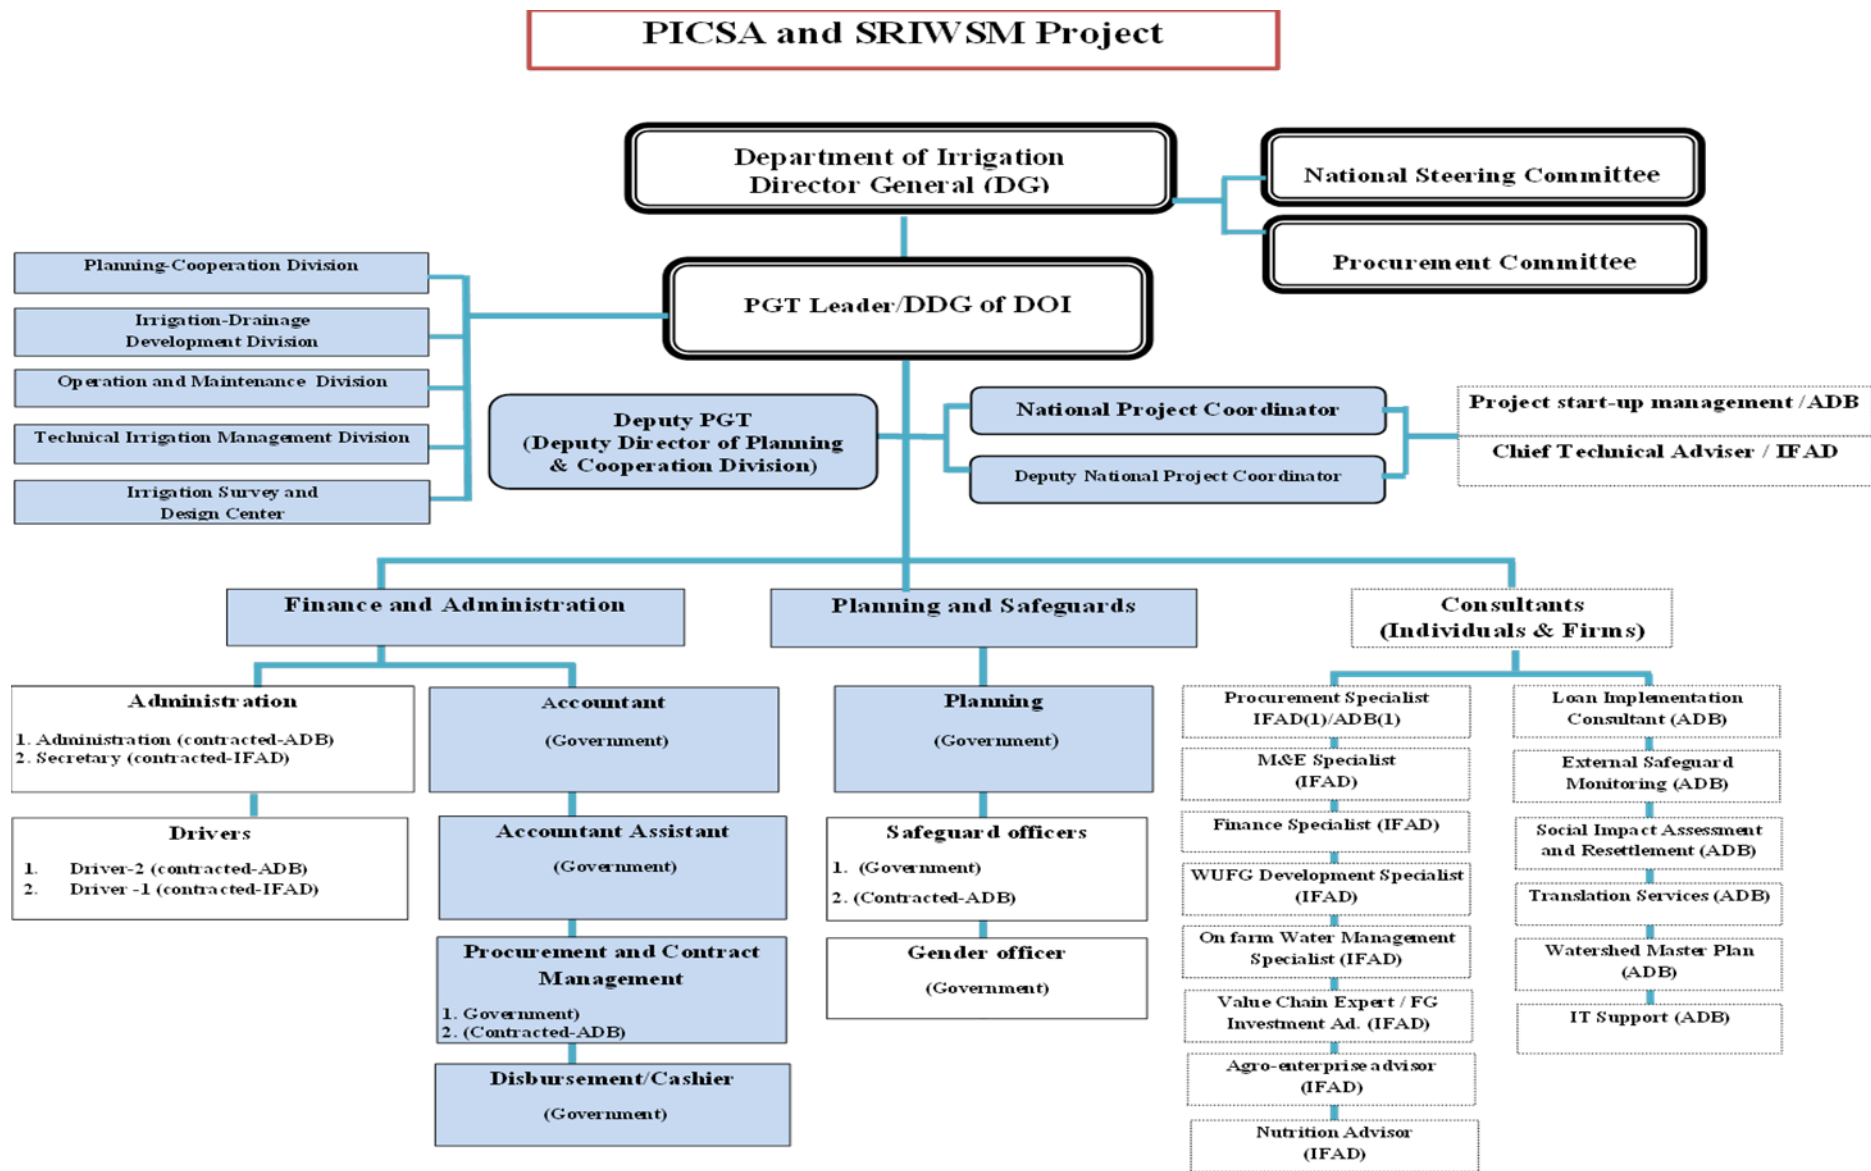 PICSA and SRIWSM Project
Department of Irrigation
Director General (DG)
National Steering Committee
Procurement Committee
PGT Leader/DDG of DOI
Planning-Cooperation Division
Irrigation-Drainage
Development Division
Operation and Maintenance Division
Technical Irrigation Management Division
Irrigation Survey and
Design Center
Deputy PGT
(Deputy Director of Planning
& Cooperation Division)
National Project Coordinator
Deputy National Project Coordinator
Project start-up management /ADB
Chief Technical Adviser / IFAD
Finance and Administration
Planning and Safeguards
Consultants
(Individuals & Firms)
Administration
1. Administration (contracted-ADB)
2. Secretary (contracted-IFAD)
Drivers
1. Driver-2 (contracted-ADB)
2. Driver -1 (contracted-IFAD)
Accountant
(Government)
Accountant Assistant
(Government)
Procurement and Contract
Management
1. Government)
2. (Contracted-ADB)
Disbursement/Cashier
(Government)
Planning
(Government)
Safeguard officers
1. (Government)
2. (Contracted-ADB)
Gender officer
(Government)
Procurement Specialist
IFAD(1)/ADB(1)
M&E Specialist
(IFAD)
Finance Specialist (IFAD)
WUFG Development Specialist
(IFAD)
On farm Water Management
Specialist (IFAD)
Value Chain Expert / FG
Investment Ad. (IFAD)
Agro-enterprise advisor
(IFAD)
Nutrition Advisor
(IFAD)
Loan Implementation
Consultant (ADB)
External Safeguard
Monitoring (ADB)
Social Impact Assessment
and Resettlement (ADB)
Translation Services (ADB)
Watershed Master Plan
(ADB)
IT Support (ADB)